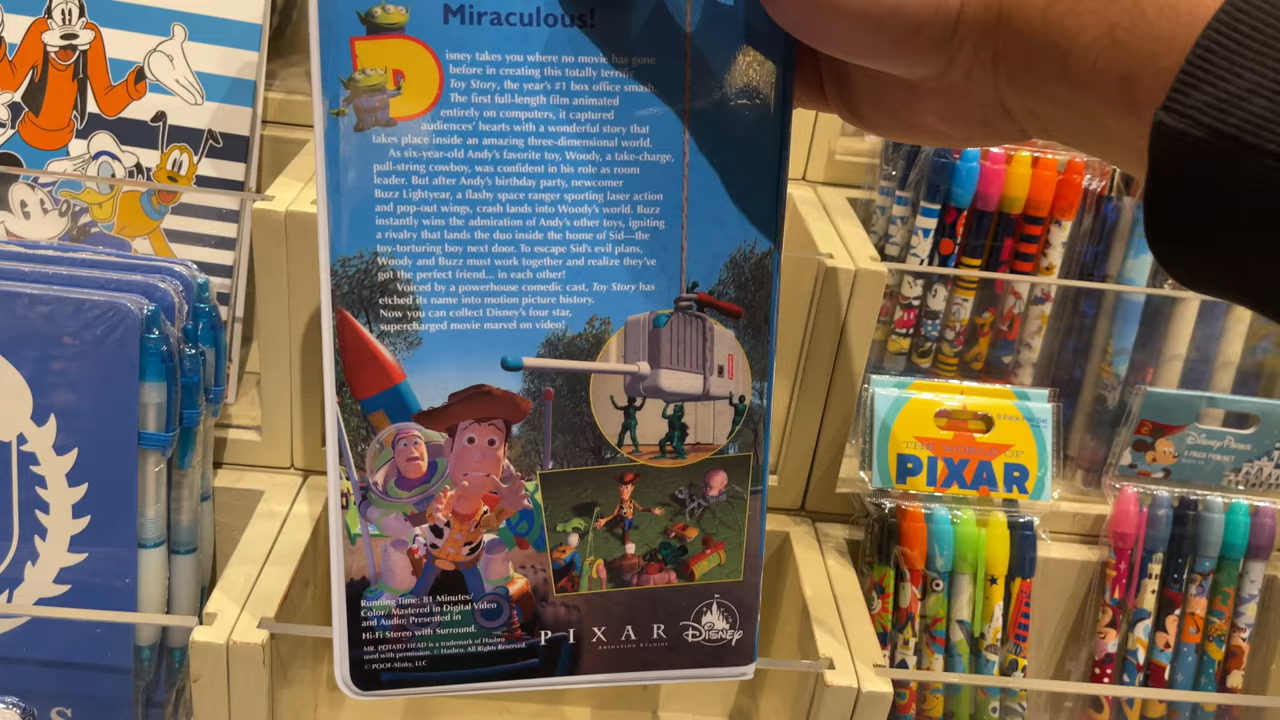 Miraculous!
Disney takes you where no movie has gone
before in creating this totally terrific
Toy Story, the year's #1 box office smash.
The first full-length film animated
entirely on computers, it captured
audiences' hearts with a wonderful story that
takes place inside an amazing three-dimensional world.
As six-year-old Andy's favorite toy, Woody, a take-charge,
pull-string cowboy, was confident in his role as room
leader. But after Andy's birthday party, newcomer
Buzz Lightyear, a flashy space ranger sporting laser action
and pop-out wings, crash lands into Woody's world. Buzz
instantly wins the admiration of Andy's other toys, igniting
a rivalry that lands the duo inside the home of Sid—the
toy-torturing boy next door. To escape Sid's evil plans,
Woody and Buzz must work together and realize they've
got the perfect friend... in each other!
Voiced by a powerhouse comedic cast, Toy Story has
etched its name into motion picture history.
Now you can collect Disney's four star,
supercharged movie marvel on video!
Running Time: 81 Minutes/
Color/ Mastered in Digital Video
and Audio; Presented in
Hi-Fi Stereo with Surround.
MR. POTATO HEAD is a trademark of Hasbro
used with permission. © Hasbro. All Rights Reserved.
© POOF-Slinky, LLC
PIXAR
ANIMATION STUDIOS
Disney
5 Pack Pen Set
THE WORLD OF
PIXAR
Disney Parks
6 PACK PEN SET
S